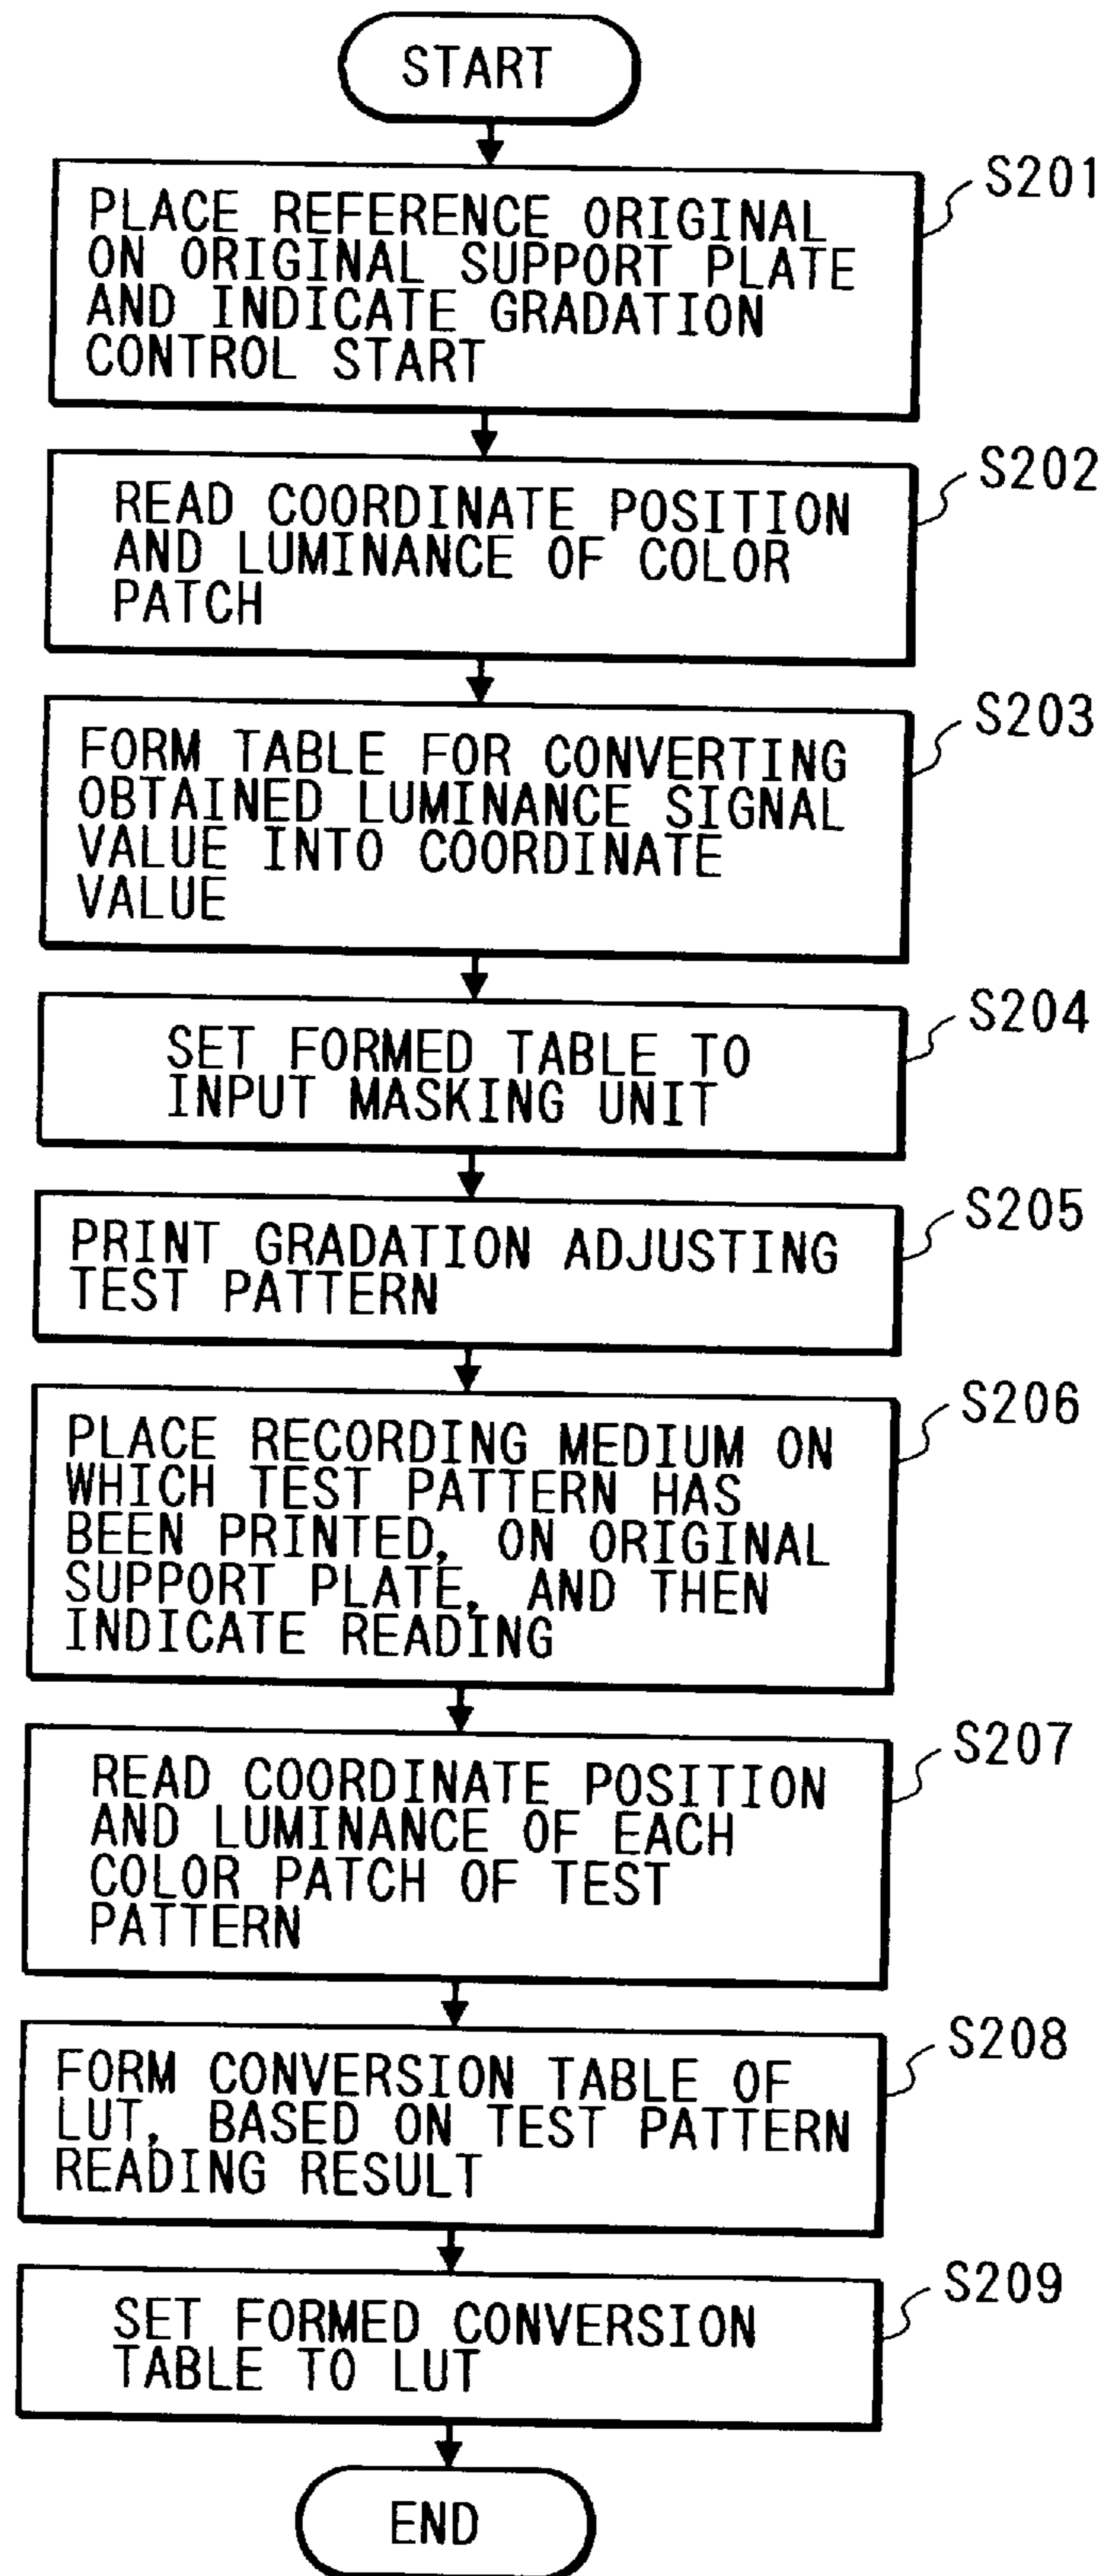 START
S201
PLACE REFERENCE ORIGINAL
ON ORIGINAL SUPPORT PLATE
AND INDICATE GRADATION
CONTROL START
S202
READ COORDINATE POSITION
AND LUMINANCE OF COLOR
PATCH
S203
FORM TABLE FOR CONVERTING
OBTAINED LUMINANCE SIGNAL
VALUE INTO COORDINATE
VALUE
S204
SET FORMED TABLE TO
INPUT MASKING UNIT
S205
PRINT GRADATION ADJUSTING
TEST PATTERN
S206
PLACE RECORDING MEDIUM ON
WHICH TEST PATTERN HAS
BEEN PRINTED, ON ORIGINAL
SUPPORT PLATE, AND THEN
INDICATE READING
S207
READ COORDINATE POSITION
AND LUMINANCE OF EACH
COLOR PATCH OF TEST
PATTERN
S208
FORM CONVERSION TABLE OF
LUT, BASED ON TEST PATTERN
READING RESULT
S209
SET FORMED CONVERSION
TABLE TO LUT
END